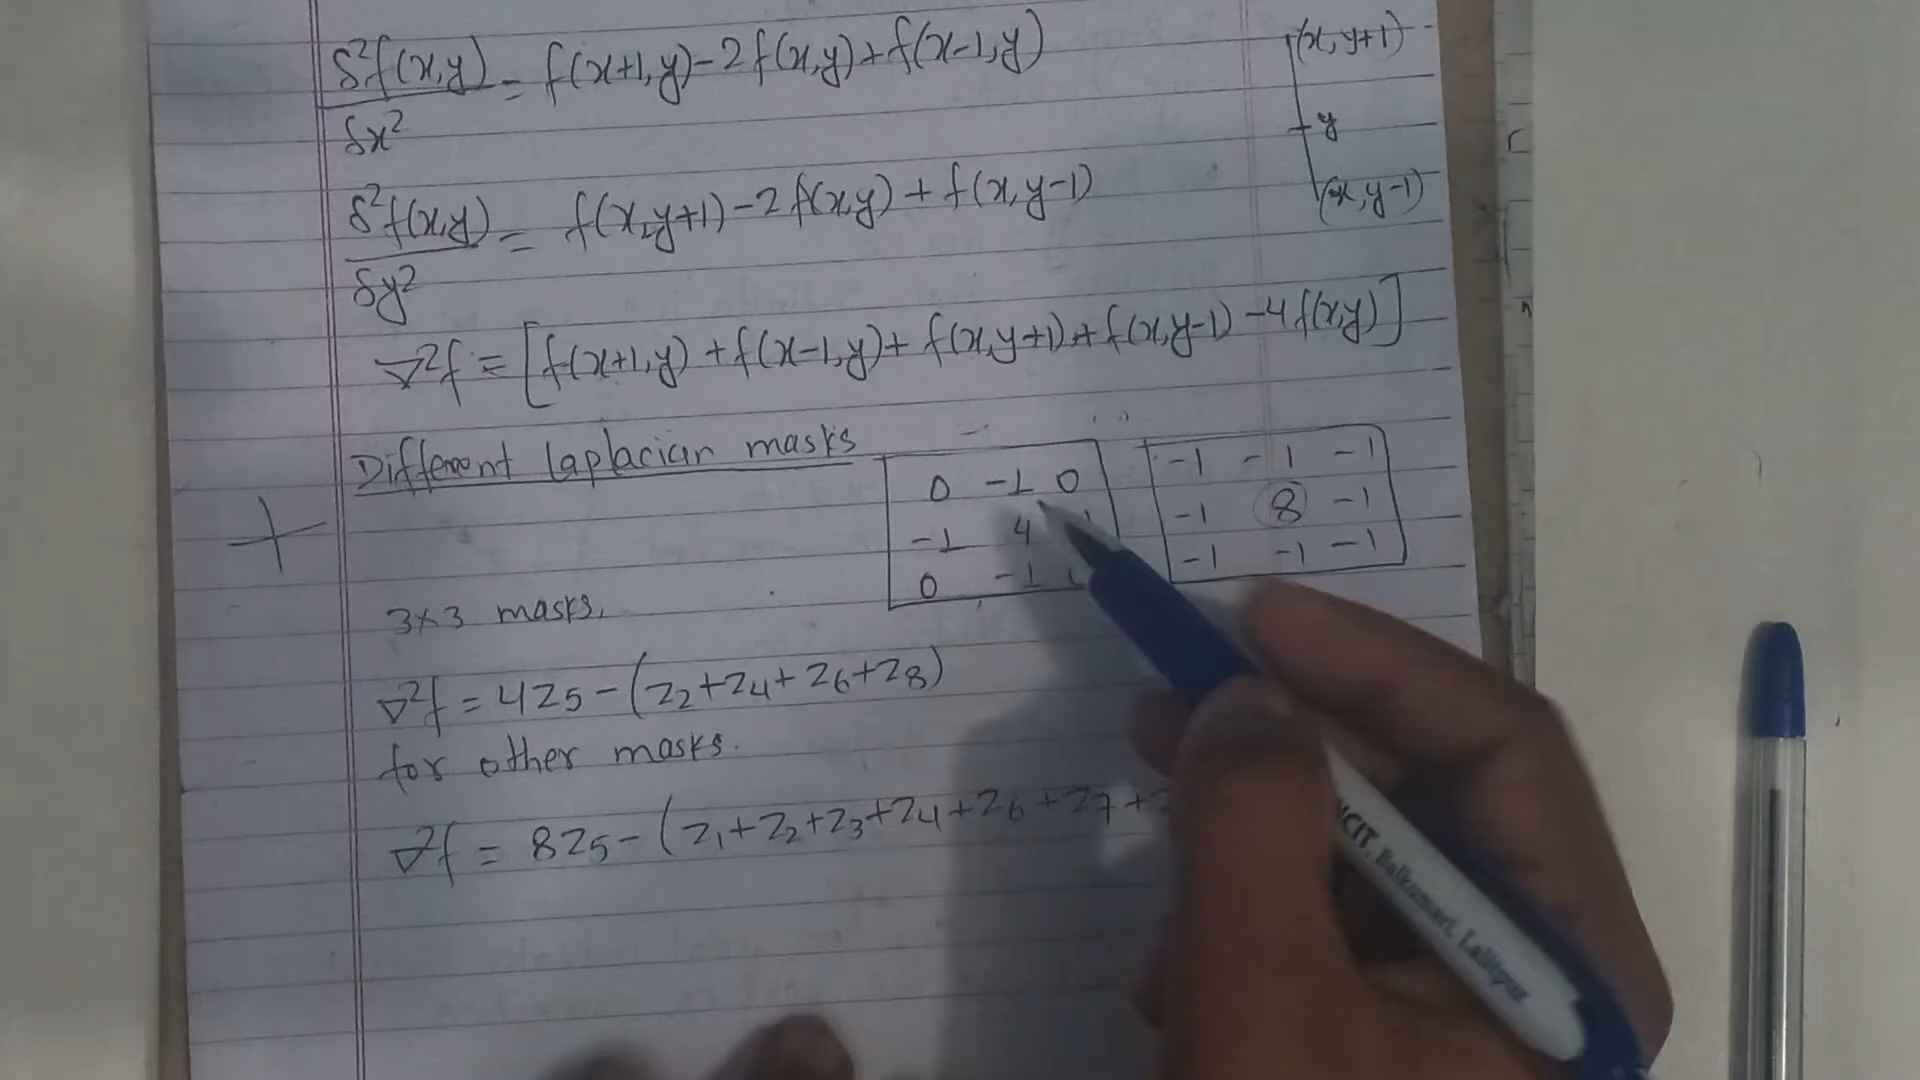 δ²f(x,y)/δx² = f(x+1,y)-2f(x,y)+f(x-1,y)
(x,y+1)
y
(x,y-1)
δ²f(x,y)/δy² = f(x,y+1)-2f(x,y)+f(x,y-1)
∇²f = [f(x+1,y)+f(x-1,y)+f(x,y+1)+f(x,y-1)-4f(x,y)]
Different laplacian masks
0 -1 0
-1 4
0 -1
-1 -1 -1
-1 8 -1
-1 -1 -1
3×3 masks,
∇²f = 4Z5-(Z2+Z4+Z6+Z8)
for other masks.
∇²f = 8Z5-(Z1+Z2+Z3+Z4+Z6+Z7+
NCIT, Balkumari, Lalitpur